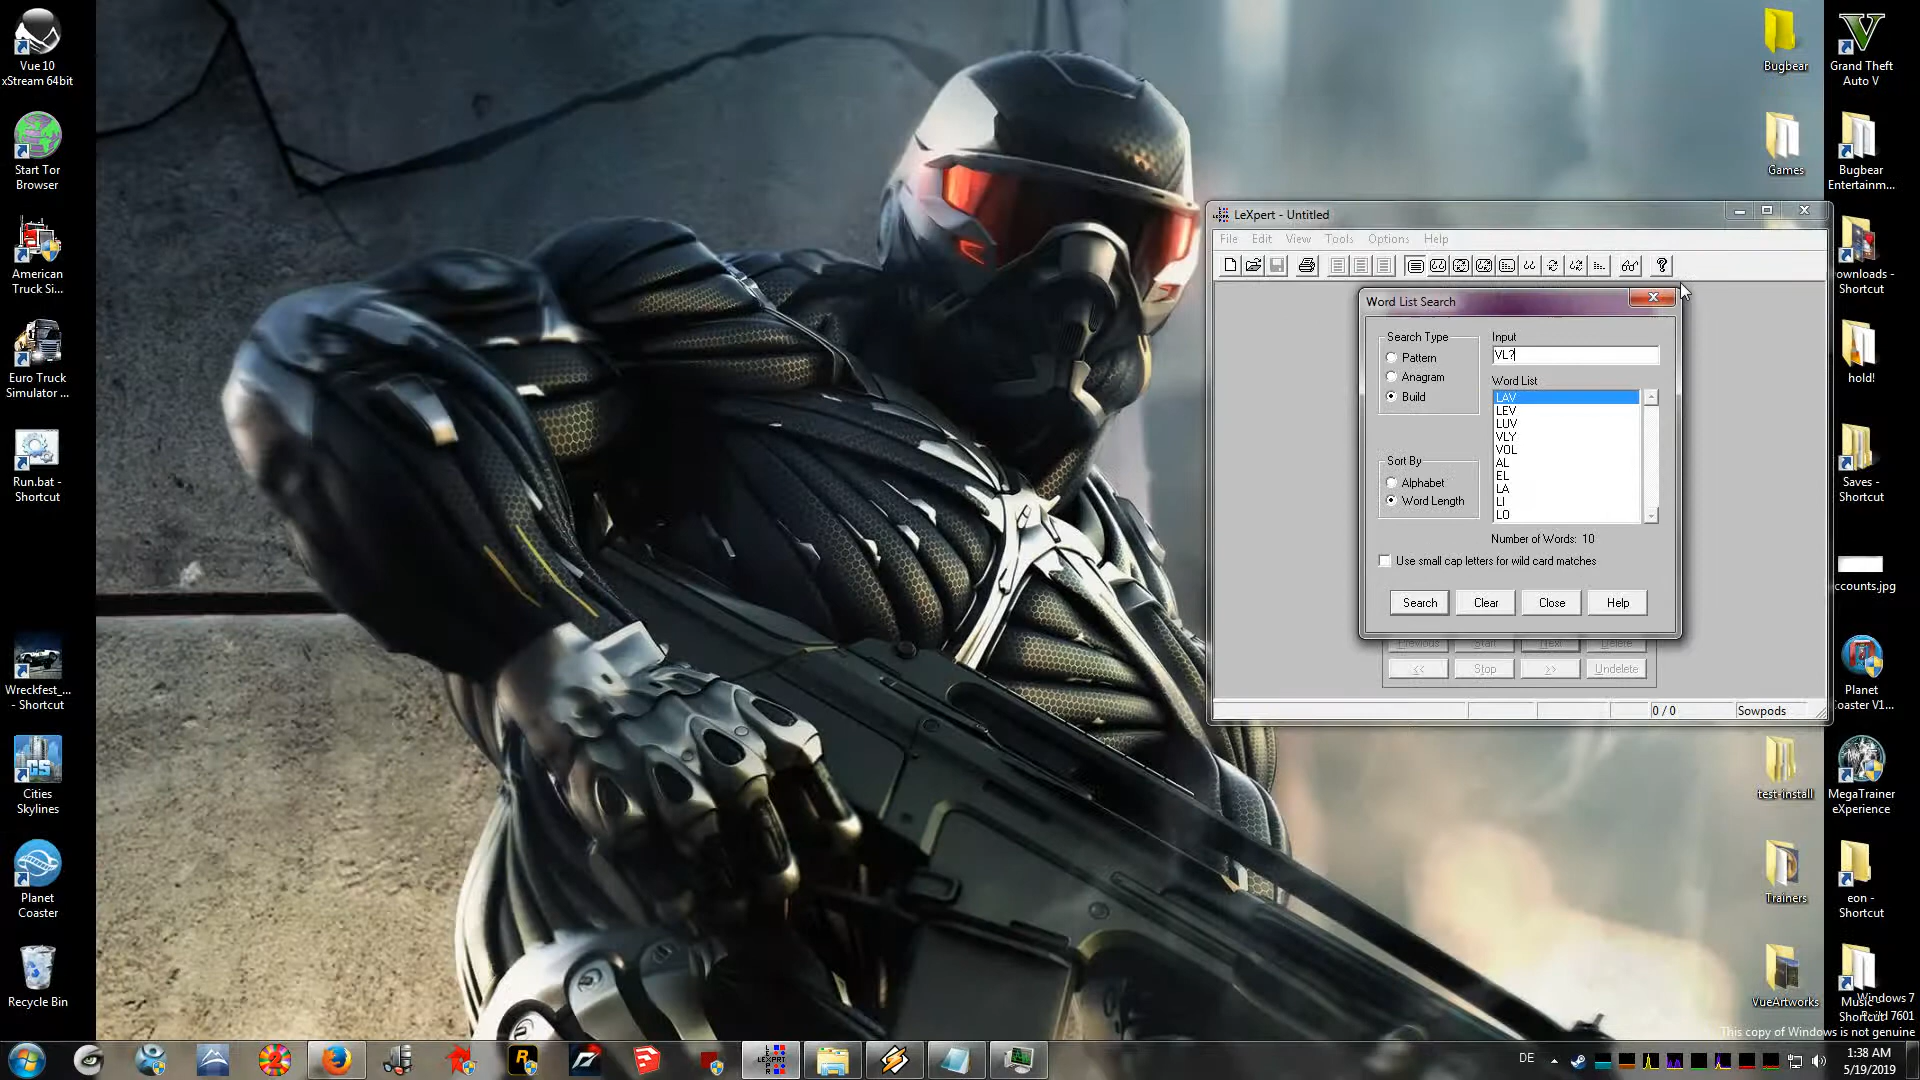 Vue 10
xStream 64bit
Start Tor
Browser
American
Truck Si...
Euro Truck
Simulator ...
Run.bat -
Shortcut
Wreckfest_...
- Shortcut
Cities
Skylines
Planet
Coaster
Recycle Bin
Bugbear
Games
test-install
Trainers
VueArtworks
Grand Theft
Auto V
Bugbear
Entertainm...
ownloads -
Shortcut
hold!
Saves -
Shortcut
ccounts.jpg
Planet
Coaster V1...
MegaTrainer
eXperience
eon -
Shortcut
LeXpert - Untitled
File Edit View Tools Options Help
Word List Search
Search Type
Pattern
Anagram
Build
Sort By
Alphabet
Word Length
Input
VL?
Word List
LAV
LEV
LUV
VLY
VOL
AL
EL
LA
LI
LO
Number of Words: 10
Use small cap letters for wild card matches
Search Clear Close Help
Previous Start Next Delete
<< Stop >> Undelete
0 / 0 Sowpods
Windows 7
7601
This copy of Windows is not genuine
DE
1:38 AM
5/19/2019